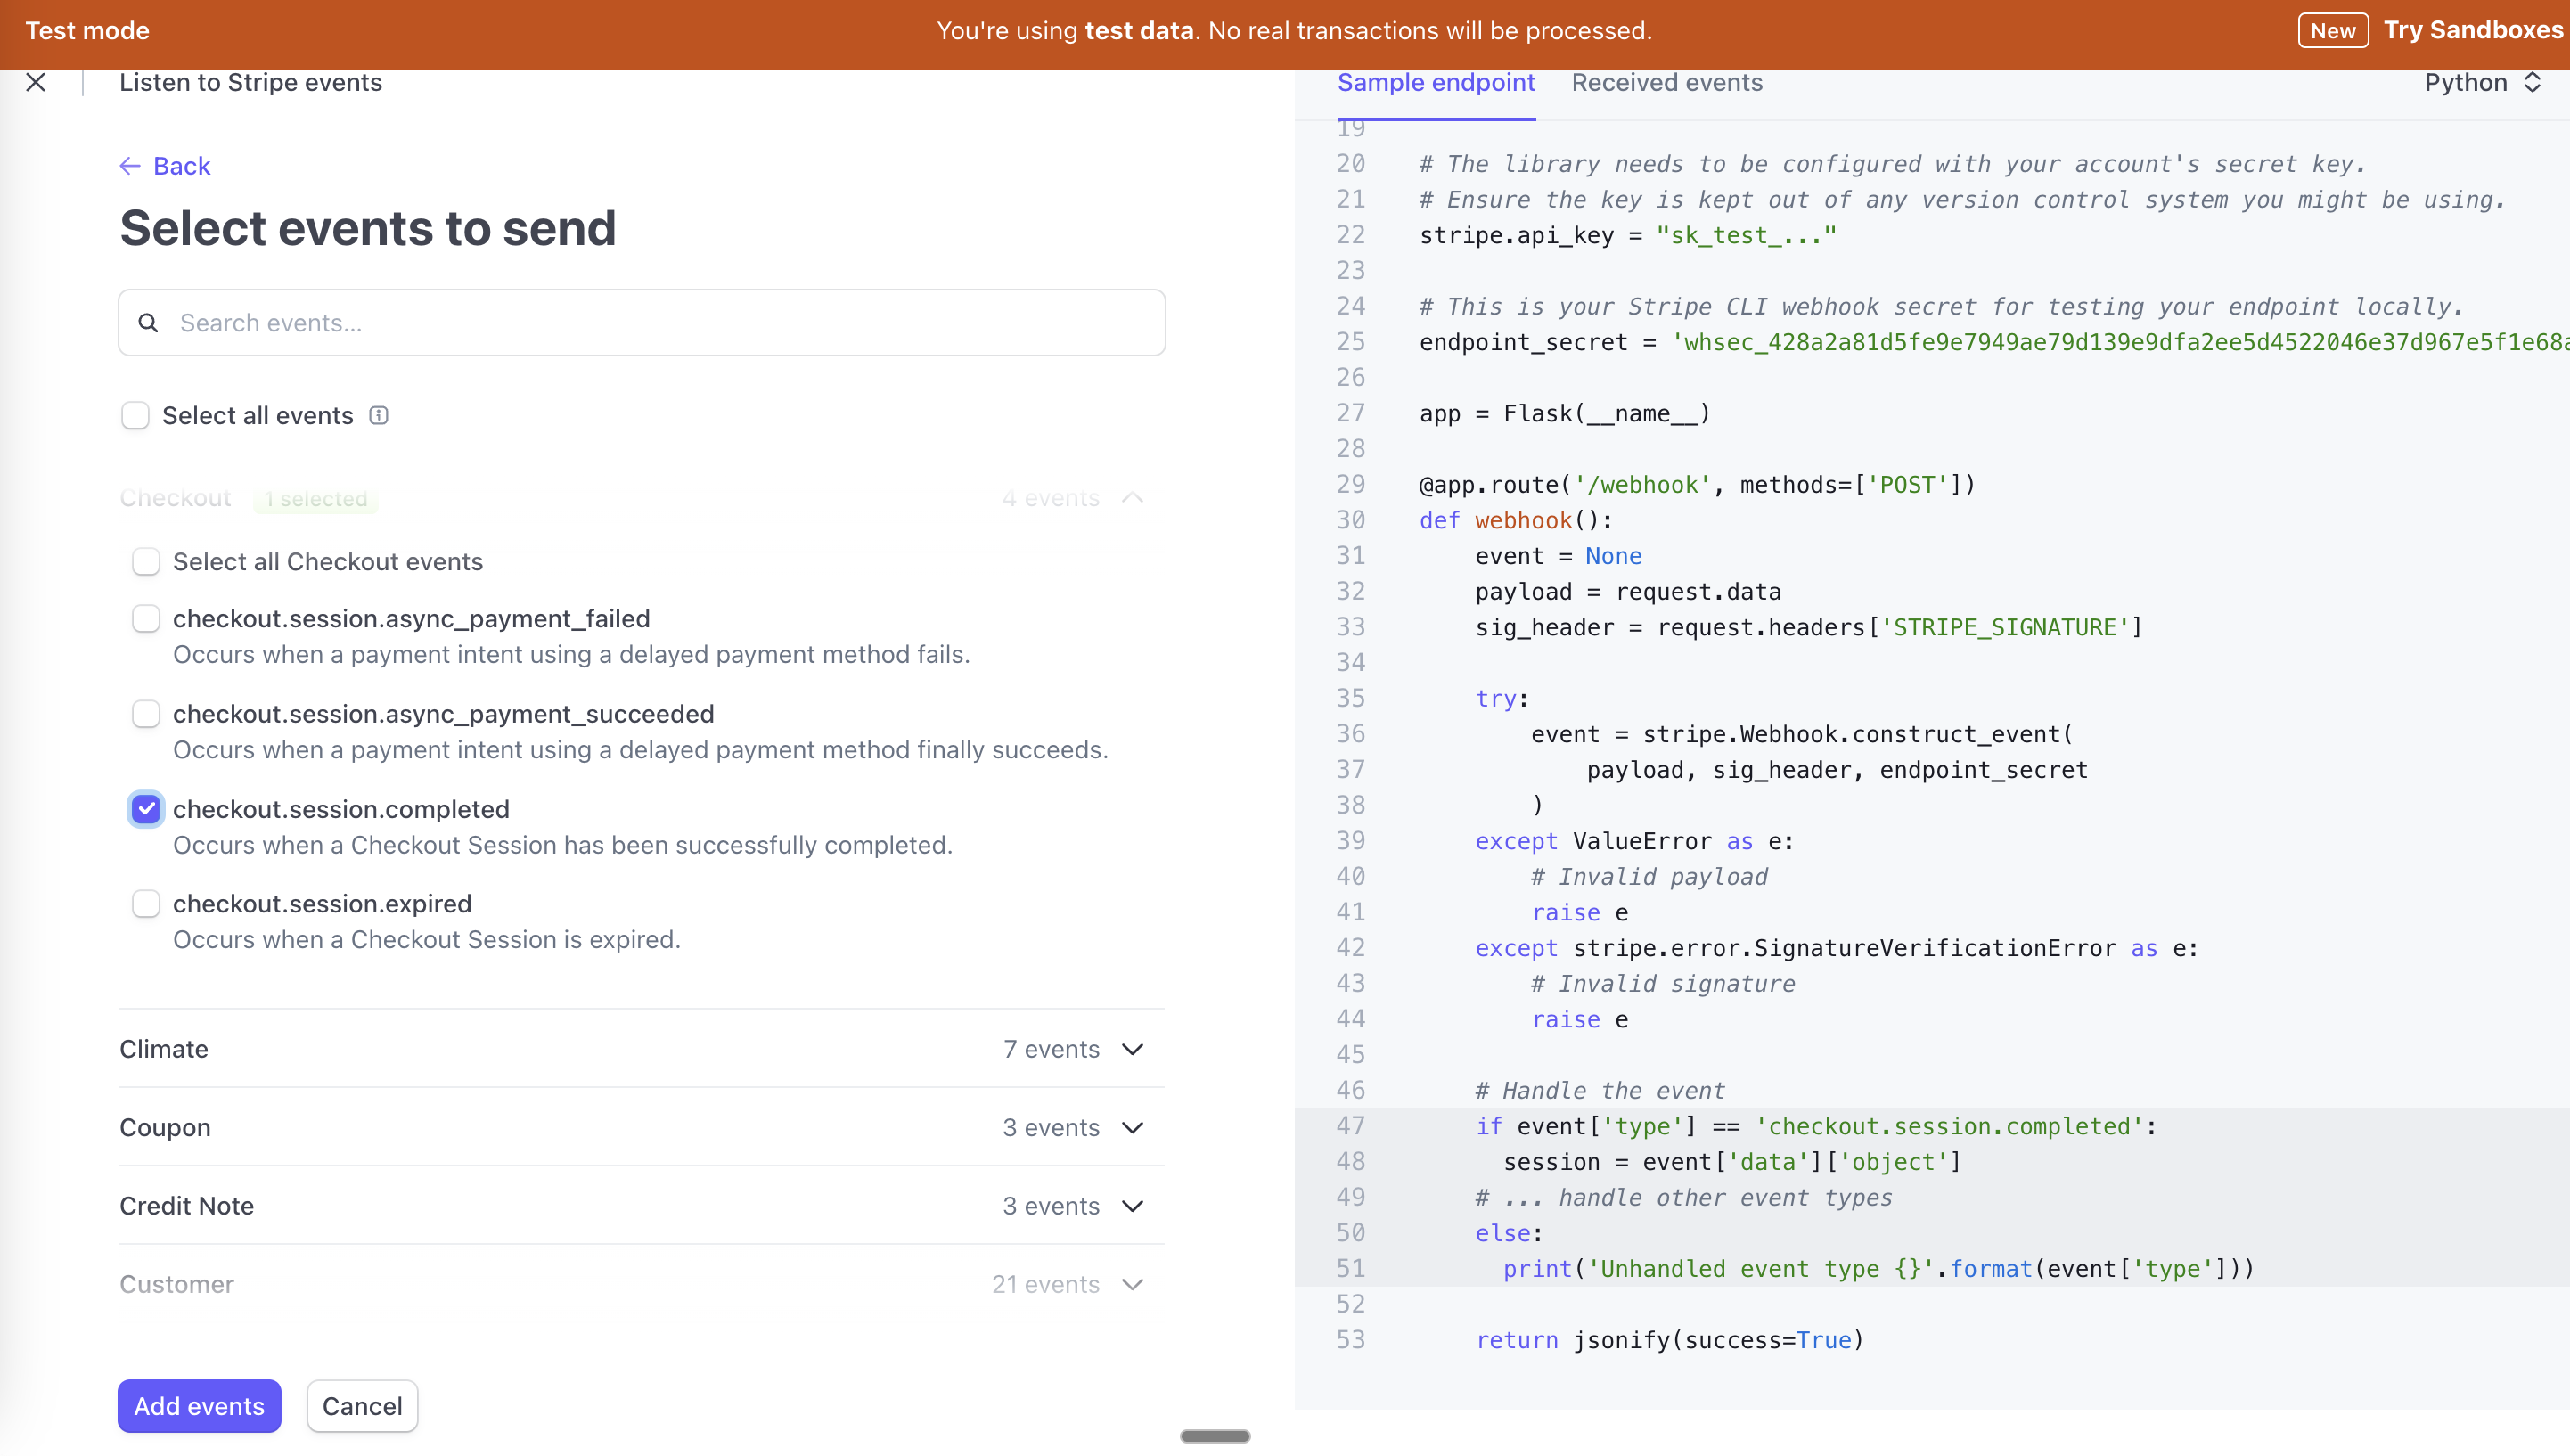 Test mode
You're using test data. No real transactions will be processed.
New Try Sandboxes
Listen to Stripe events
Back
Select events to send
Search events...
Select all events
Checkout 1 selected 4 events
Select all Checkout events
checkout.session.async_payment_failed
Occurs when a payment intent using a delayed payment method fails.
checkout.session.async_payment_succeeded
Occurs when a payment intent using a delayed payment method finally succeeds.
checkout.session.completed
Occurs when a Checkout Session has been successfully completed.
checkout.session.expired
Occurs when a Checkout Session is expired.
Climate 7 events
Coupon 3 events
Credit Note 3 events
Customer 21 events
Add events Cancel
Sample endpoint Received events Python
19
20 # The library needs to be configured with your account's secret key.
21 # Ensure the key is kept out of any version control system you might be using.
22 stripe.api_key = "sk_test_..."
23
24 # This is your Stripe CLI webhook secret for testing your endpoint locally.
25 endpoint_secret = 'whsec_428a2a81d5fe9e7949ae79d139e9dfa2ee5d4522046e37d967e5f1e68a
26
27 app = Flask(__name__)
28
29 @app.route('/webhook', methods=['POST'])
30 def webhook():
31 event = None
32 payload = request.data
33 sig_header = request.headers['STRIPE_SIGNATURE']
34
35 try:
36 event = stripe.Webhook.construct_event(
37 payload, sig_header, endpoint_secret
38 )
39 except ValueError as e:
40 # Invalid payload
41 raise e
42 except stripe.error.SignatureVerificationError as e:
43 # Invalid signature
44 raise e
45
46 # Handle the event
47 if event['type'] == 'checkout.session.completed':
48 session = event['data']['object']
49 # ... handle other event types
50 else:
51 print('Unhandled event type {}'.format(event['type']))
52
53 return jsonify(success=True)